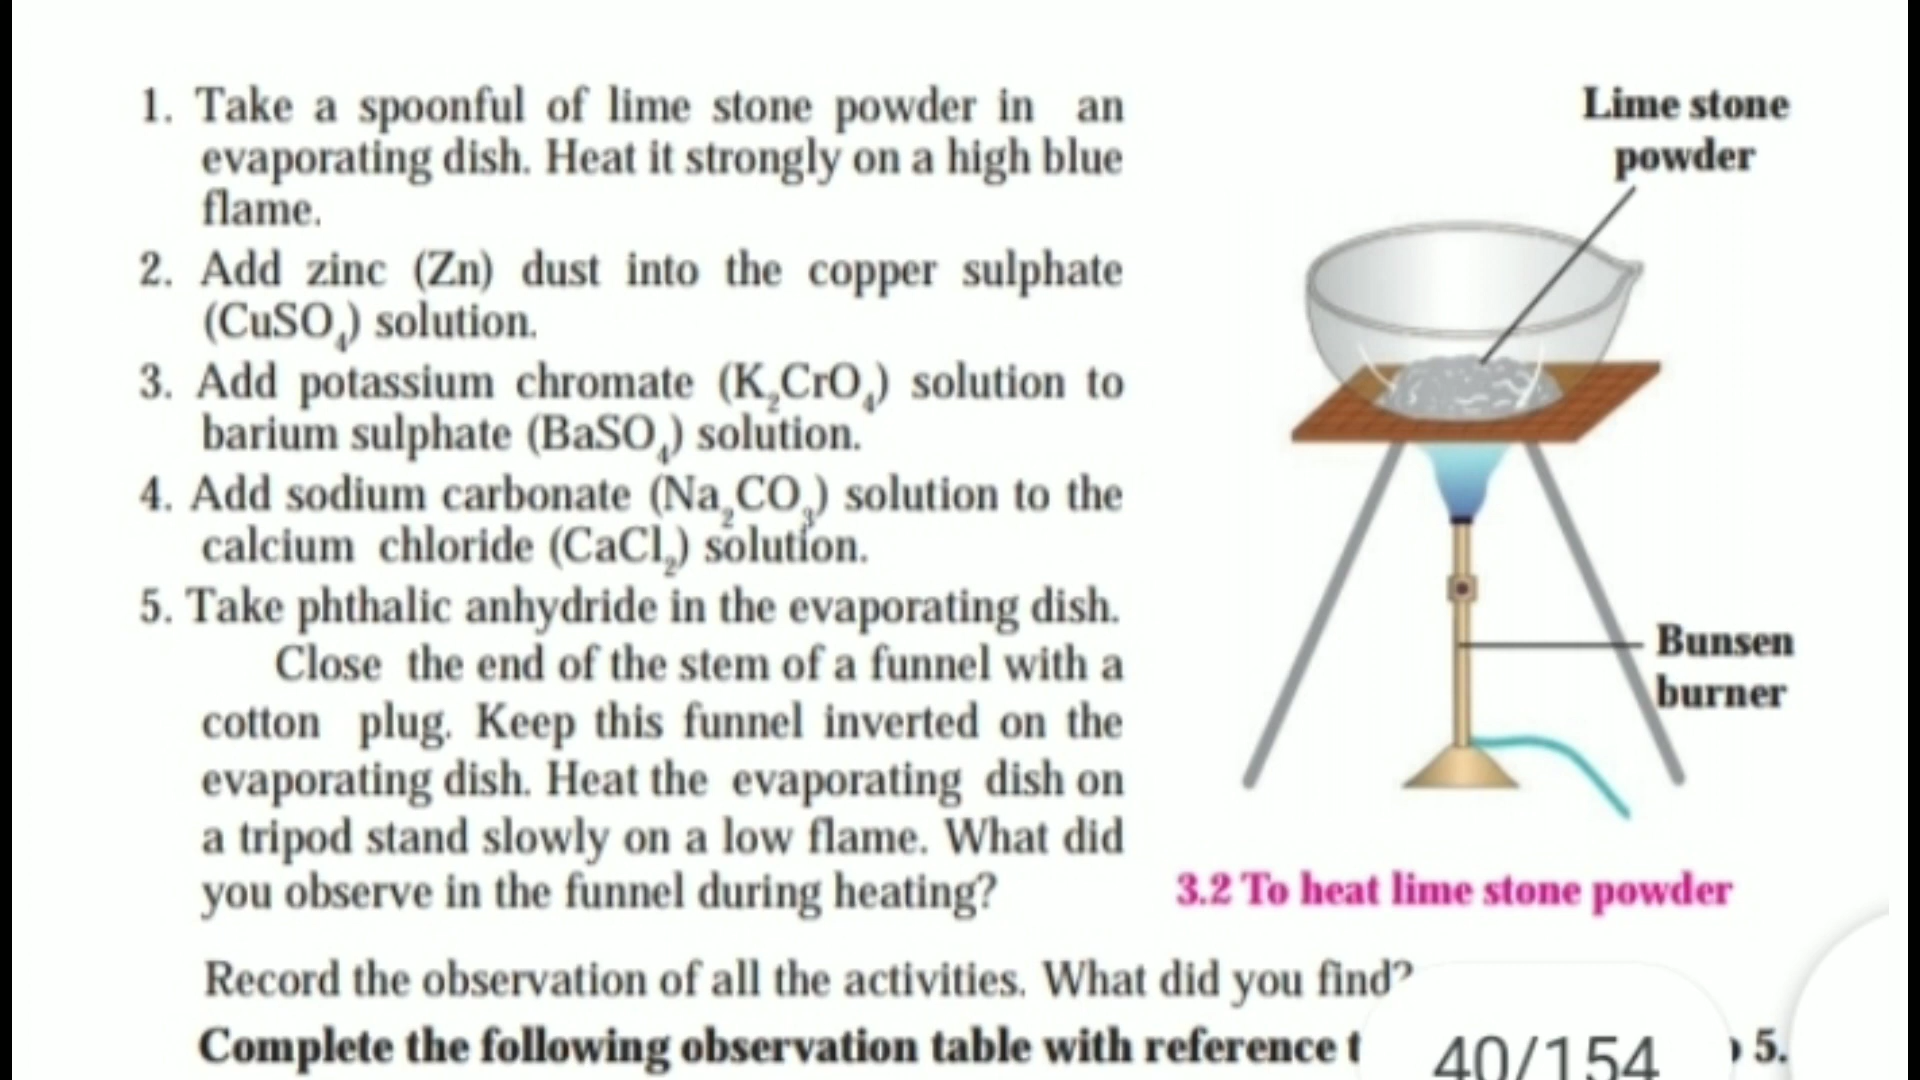 1. Take a spoonful of lime stone powder in an
evaporating dish. Heat it strongly on a high blue
flame.
2. Add zinc (Zn) dust into the copper sulphate
(CuSO₄) solution.
3. Add potassium chromate (K₂CrO₄) solution to
barium sulphate (BaSO₄) solution.
4. Add sodium carbonate (Na₂CO₃) solution to the
calcium chloride (CaCl₂) solution.
5. Take phthalic anhydride in the evaporating dish.
Close the end of the stem of a funnel with a
cotton plug. Keep this funnel inverted on the
evaporating dish. Heat the evaporating dish on
a tripod stand slowly on a low flame. What did
you observe in the funnel during heating?
Lime stone
powder
Bunsen
burner
3.2 To heat lime stone powder
Record the observation of all the activities. What did you find?
Complete the following observation table with reference
40/154
5.